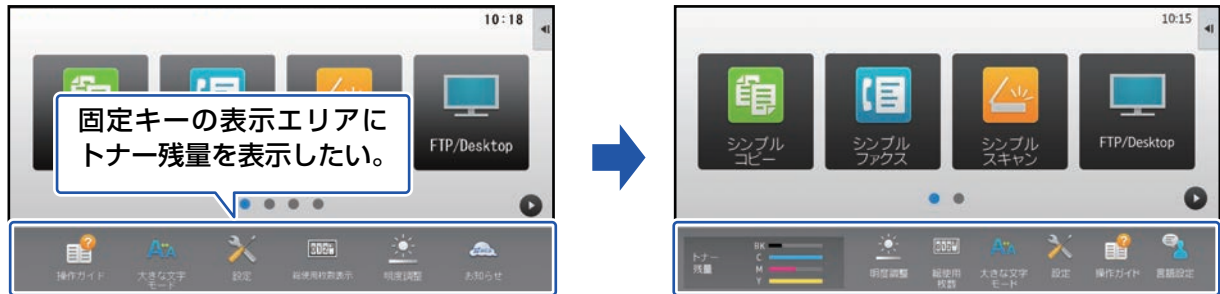 10:18
固定キーの表示エリアに
トナー残量を表示したい。
FTP/Desktop
操作ガイド
大きな文字
モード
設定
総使用枚数表示
明度調整
お知らせ
10:15
シンプル
コピー
シンプル
ファクス
シンプル
スキャン
FTP/Desktop
トナー
残量
BK
C
M
Y
明度調整
総使用
枚数
大きな文字
モード
設定
操作ガイド
言語設定